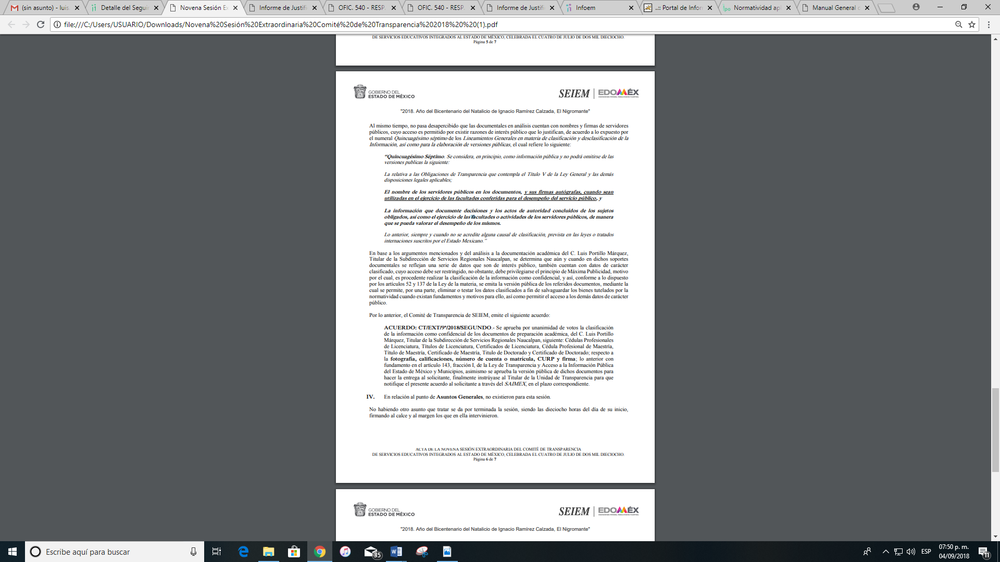 (sin asunto) - luis
Detalle del Seguir
Novena Sesión Ex
Informe de Justifi
OFIC. 540 - RESP.
OFIC. 540 - RESP.
Informe de Justifi
Infoem
..:: Portal de Infor
Normatividad apl
Manual General d
file:///C:/Users/USUARIO/Downloads/Novena%20Sesión%20Extraordinaria%20Comité%20de%20Transparencia%202018%20%20(1).pdf
DE SERVICIOS EDUCATIVOS INTEGRADOS AL ESTADO DE MÉXICO, CELEBRADA EL CUATRO DE JULIO DE DOS MIL DIECIOCHO.
Página 5 de 7
GOBIERNO DEL
ESTADO DE MÉXICO
SEIEM
EDOMÉX
DECISIONES FIRMES, RESULTADOS FUERTES.
"2018. Año del Bicentenario del Natalicio de Ignacio Ramírez Calzada, El Nigromante"
Al mismo tiempo, no pasa desapercibido que las documentales en análisis cuentan con nombres y firmas de servidores
públicos, cuyo acceso es permitido por existir razones de interés público que lo justifican, de acuerdo a lo expuesto por
el numeral Quincuagésimo séptimo de los Lineamientos Generales en materia de clasificación y desclasificación de la
Información, así como para la elaboración de versiones públicas, el cual refiere lo siguiente:
“Quincuagésimo Séptimo. Se considera, en principio, como información pública y no podrá omitirse de las
versiones publicas la siguiente:
La relativa a las Obligaciones de Transparencia que contempla el Título V de la Ley General y las demás
disposiciones legales aplicables;
El nombre de los servidores públicos en los documentos, y sus firmas autógrafas, cuando sean
utilizadas en el ejercicio de las facultades conferidas para el desempeño del servicio público, y
La información que documente decisiones y los actos de autoridad concluidos de los sujetos
obligados, así como el ejercicio de las facultades o actividades de los servidores públicos, de manera
que se pueda valorar el desempeño de los mismos.
Lo anterior, siempre y cuando no se acredite alguna causal de clasificación, prevista en las leyes o tratados
internaciones suscritos por el Estado Mexicano.”
En base a los argumentos mencionados y del análisis a la documentación académica del C. Luis Portillo Márquez,
Titular de la Subdirección de Servicios Regionales Naucalpan, se determina que aún y cuando en dichos soportes
documentales se reflejan una serie de datos que son de interés público, también cuentan con datos de carácter
clasificado, cuyo acceso debe ser restringido, no obstante, debe privilegiarse el principio de Máxima Publicidad, motivo
por el cual, es procedente realizar la clasificación de la información como confidencial, y así, conforme a lo dispuesto
por los artículos 52 y 137 de la Ley de la materia, se emita la versión pública de los referidos documentos, mediante la
cual se permite, por una parte, eliminar o testar los datos clasificados a fin de salvaguardar los bienes tutelados por la
normatividad cuando existan fundamentos y motivos para ello, así como permitir el acceso a los demás datos de carácter
público.
Por lo anterior, el Comité de Transparencia de SEIEM, emite el siguiente acuerdo:
ACUERDO: CT/EXT/9ª/2018/SEGUNDO.- Se aprueba por unanimidad de votos la clasificación
de la información como confidencial de los documentos de preparación académica, del C. Luis Portillo
Márquez, Titular de la Subdirección de Servicios Regionales Naucalpan, siguiente: Cédulas Profesionales
de Licenciatura, Títulos de Licenciatura, Certificados de Licenciatura, Cédula Profesional de Maestría,
Título de Maestría, Certificado de Maestría, Titulo de Doctorado y Certificado de Doctorado; respecto a
la fotografía, calificaciones, número de cuenta o matrícula, CURP y firma; lo anterior con
fundamento en el artículo 143, fracción I, de la Ley de Transparencia y Acceso a la Información Pública
del Estado de México y Municipios, asimismo se aprueba la versión pública de dichos documentos para
hacer la entrega al solicitante, finalmente instrúyase al Titular de la Unidad de Transparencia para que
notifique el presente acuerdo al solicitante a través del SAIMEX, en el plazo correspondiente.
IV. En relación al punto de Asuntos Generales, no existieron para esta sesión.
No habiendo otro asunto que tratar se da por terminada la sesión, siendo las dieciocho horas del día de su inicio,
firmando al calce y al margen los que en ella intervinieron.
ACTA DE LA NOVENA SESIÓN EXTRAORDINARIA DEL COMITÉ DE TRANSPARENCIA
DE SERVICIOS EDUCATIVOS INTEGRADOS AL ESTADO DE MÉXICO, CELEBRADA EL CUATRO DE JULIO DE DOS MIL DIECIOCHO.
Página 6 de 7
GOBIERNO DEL
ESTADO DE MÉXICO
SEIEM
EDOMÉX
DECISIONES FIRMES, RESULTADOS FUERTES.
"2018. Año del Bicentenario del Natalicio de Ignacio Ramírez Calzada, El Nigromante"
Escribe aquí para buscar
35
ESP
07:50 p. m.
04/09/2018
11